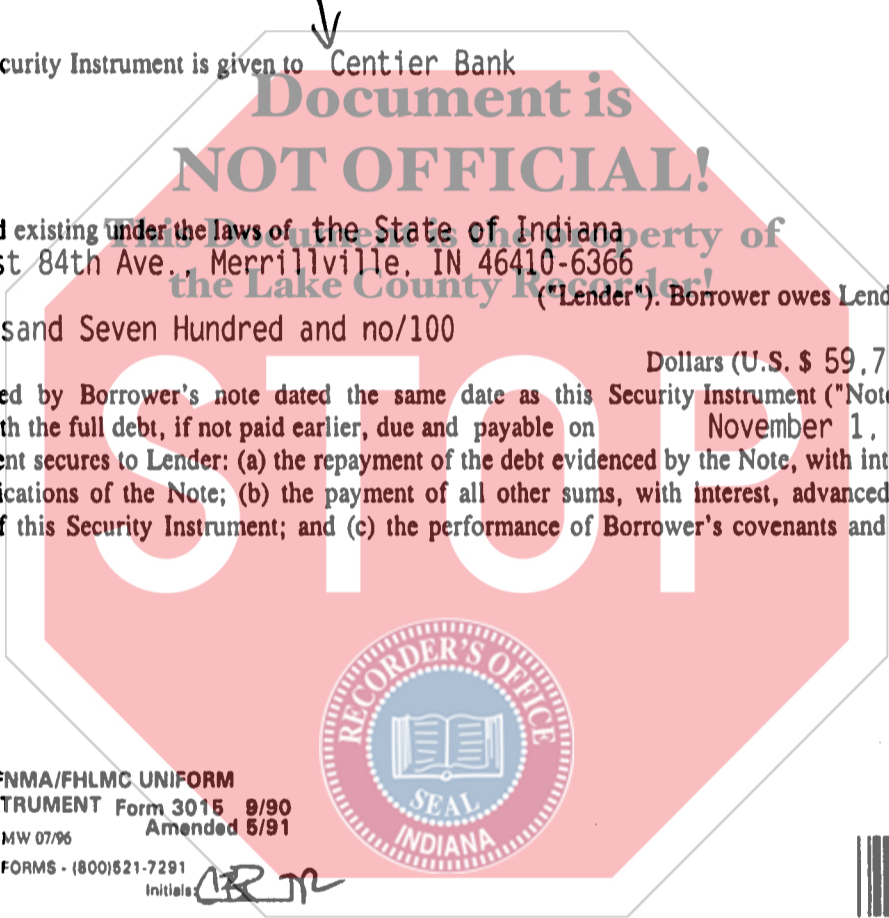 curity Instrument is given to Centier Bank
Document is
NOT OFFICIAL!
d existing under the laws of the State of Indiana
This Document is the property of
st 84th Ave., Merrillville, IN 46410-6366
the Lake County Recorder!
("Lender"). Borrower owes Lend
sand Seven Hundred and no/100
Dollars (U.S. $ 59,7
ed by Borrower's note dated the same date as this Security Instrument ("Note
th the full debt, if not paid earlier, due and payable on November 1,
ent secures to Lender: (a) the repayment of the debt evidenced by the Note, with int
ications of the Note; (b) the payment of all other sums, with interest, advanced
f this Security Instrument; and (c) the performance of Borrower's covenants and
STOP
RECORDER'S OFFICE
SEAL
INDIANA
FNMA/FHLMC UNIFORM
TRUMENT Form 3015 9/90
Amended 5/91
MW 07/96
FORMS - (800)521-7291
Initials: